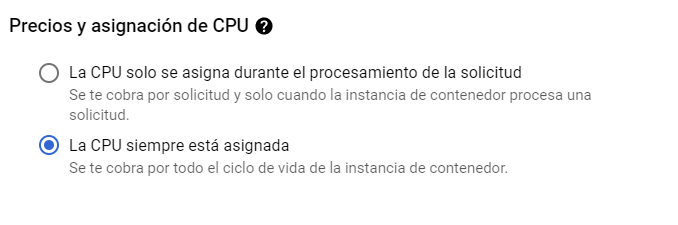 Precios y asignación de CPU ?
La CPU solo se asigna durante el procesamiento de la solicitud
Se te cobra por solicitud y solo cuando la instancia de contenedor procesa una
solicitud.
La CPU siempre está asignada
Se te cobra por todo el ciclo de vida de la instancia de contenedor.